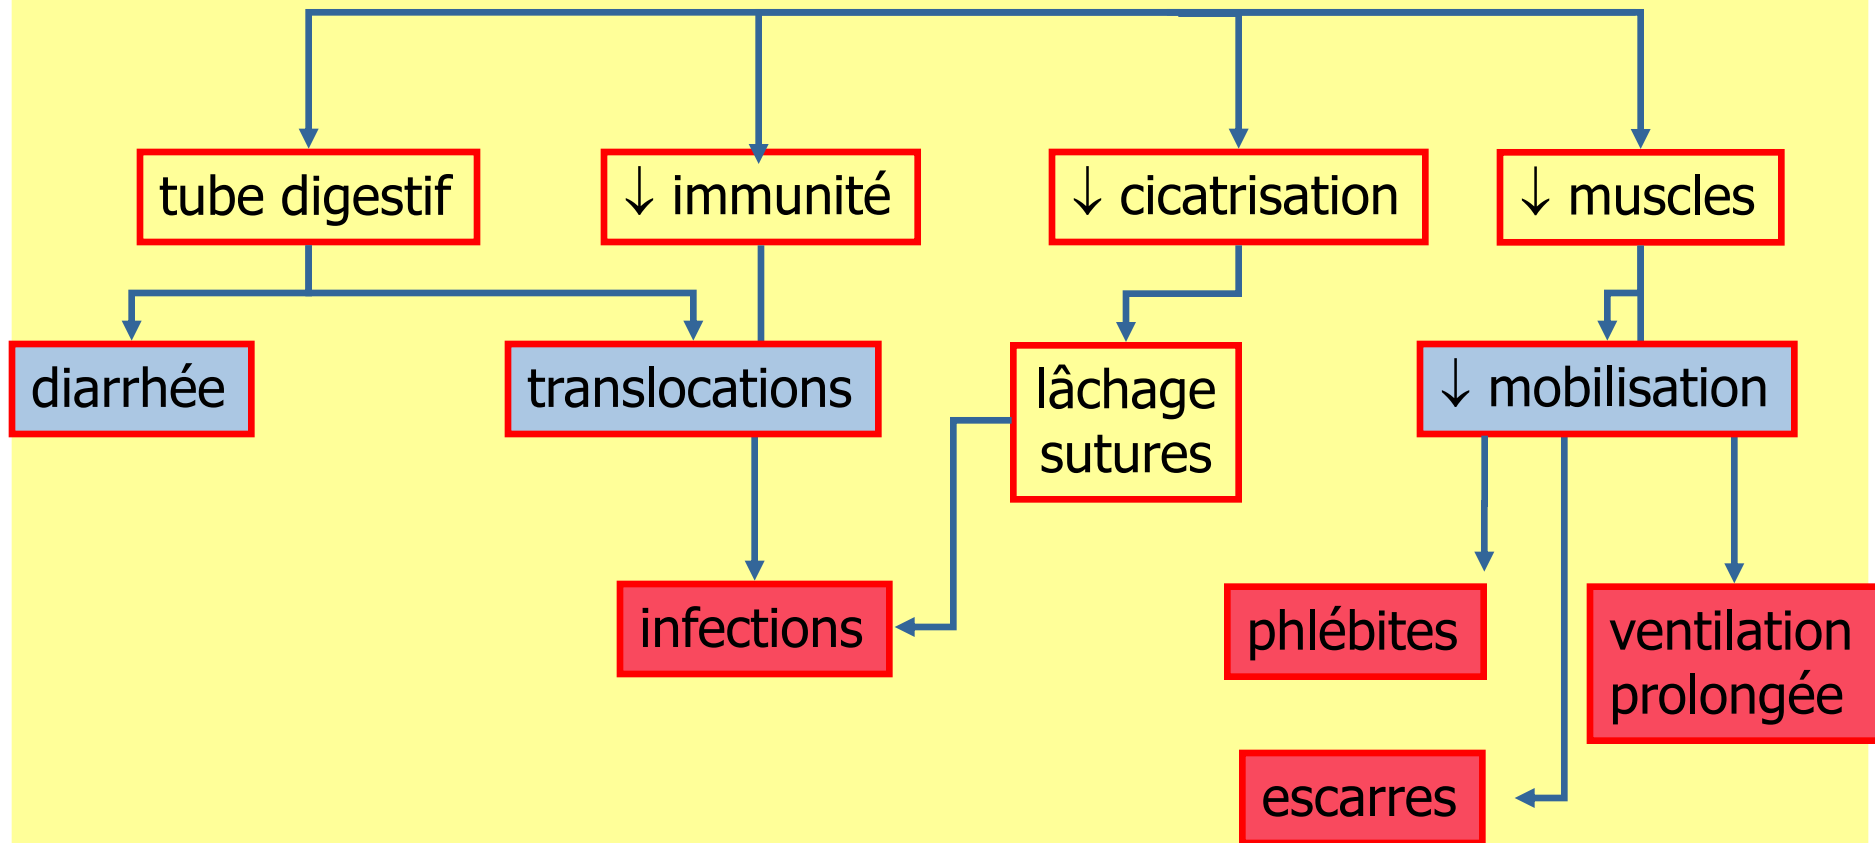 tube digestif
↓ immunité
↓ cicatrisation
↓ muscles
diarrhée
translocations
lâchage
sutures
↓ mobilisation
infections
phlébites
ventilation
prolongée
escarres